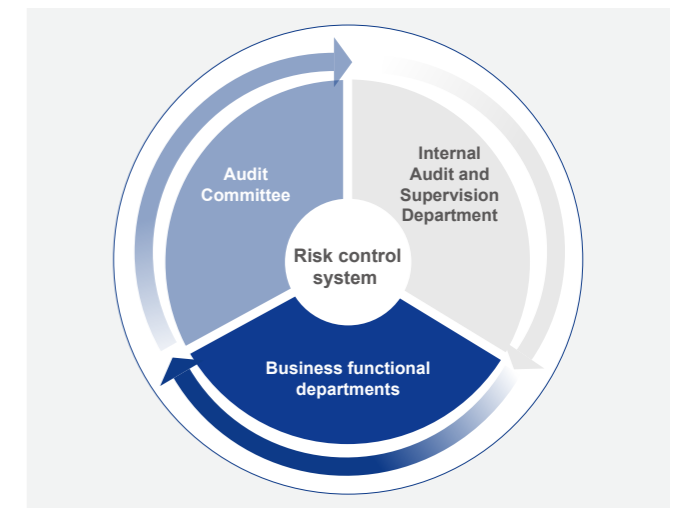 Audit
Committee
Internal
Audit and
Supervision
Department
Risk control
system
Business functional
departments